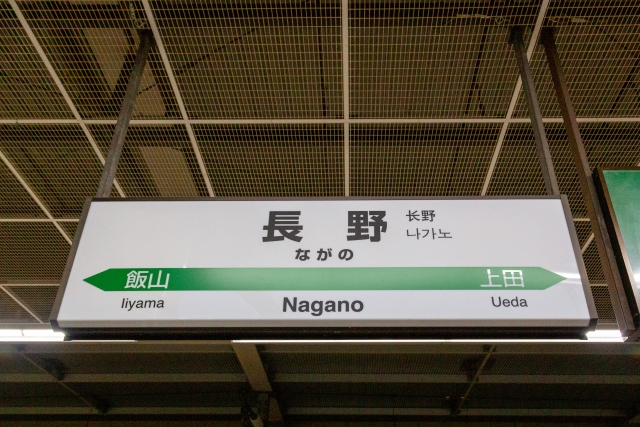 長野 长野
나가노
ながの
飯山 上田
Iiyama Nagano Ueda